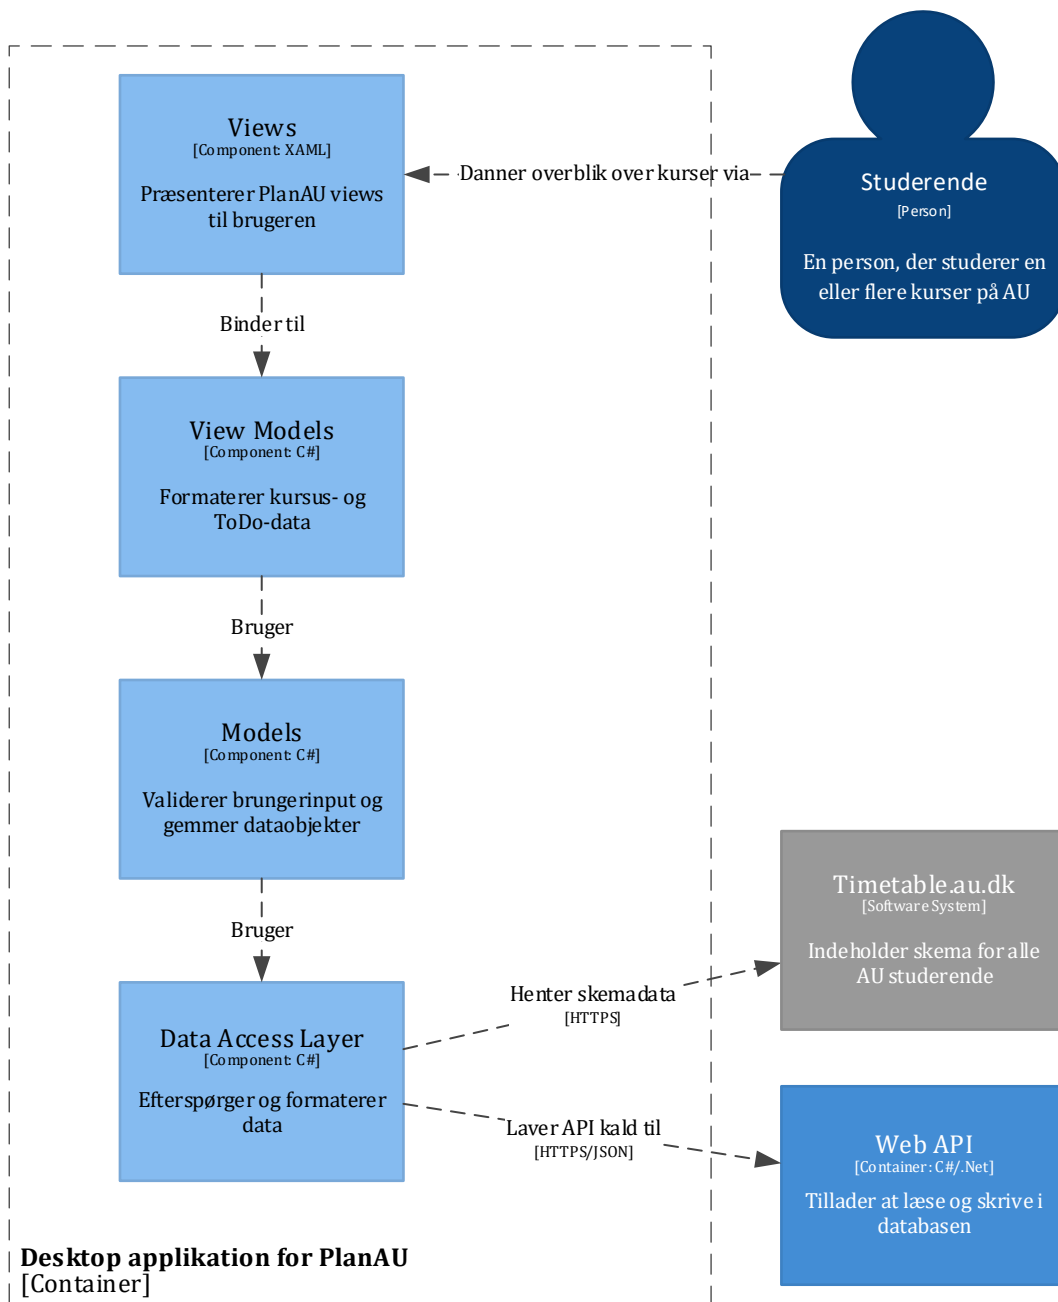 Views
[Component: XAML]
Præsenterer PlanAU views
til brugeren
Danner overblik over kurser via
Studerende
[Person]
En person, der studerer en
eller flere kurser på AU
Binder til
View Models
[Component: C#]
Formaterer kursus- og
ToDo-data
Bruger
Models
[Component: C#]
Validerer brungerinput og
gemmer dataobjekter
Bruger
Timetable.au.dk
[Software System]
Indeholder skema for alle
AU studerende
Henter skemadata
[HTTPS]
Data Access Layer
[Component: C#]
Efterspørger og formaterer
data
Laver API kald til
[HTTPS/JSON]
Web API
[Container: C#/.Net]
Tillader at læse og skrive i
databasen
Desktop applikation for PlanAU
[Container]